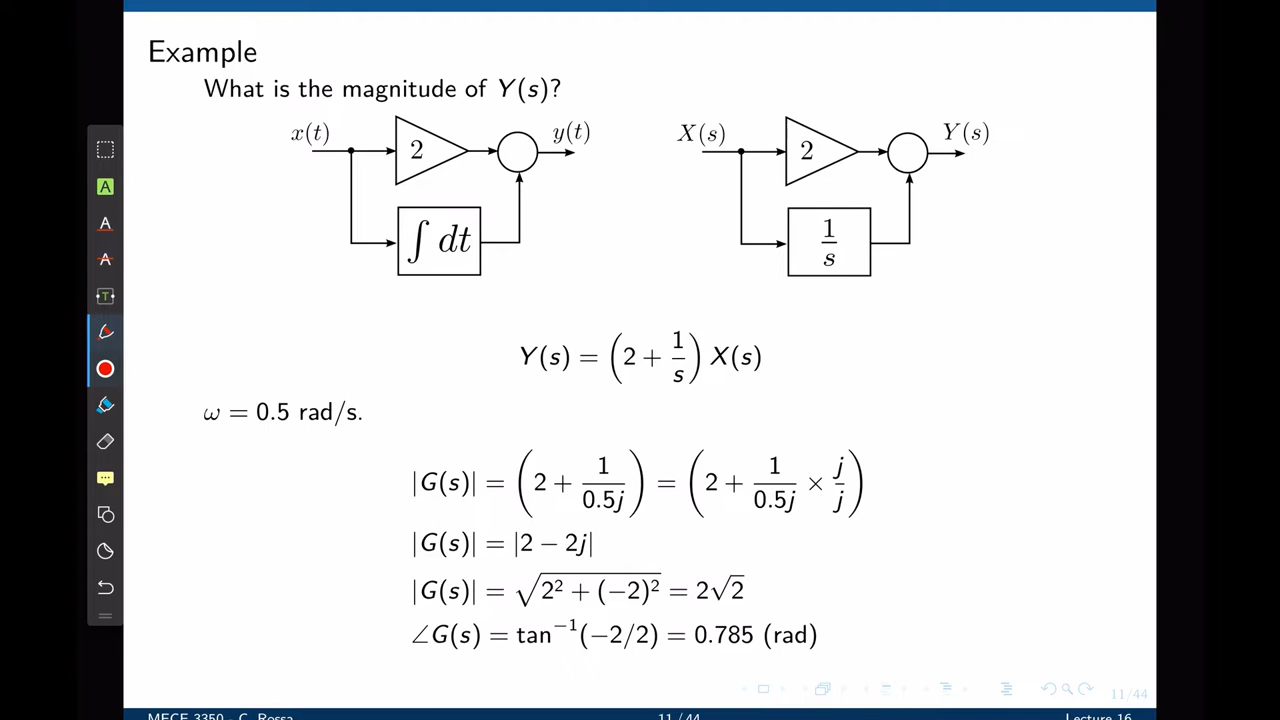 Example
What is the magnitude of Y(s)?
x(t) 2 y(t)
∫ dt
X(s) 2 Y(s)
1/s
Y(s) = (2 + 1/s) X(s)
ω = 0.5 rad/s.
|G(s)| = (2 + 1/0.5j) = (2 + 1/0.5j × j/j)
|G(s)| = |2 − 2j|
|G(s)| = √(2² + (−2)²) = 2√2
∠G(s) = tan⁻¹(−2/2) = 0.785 (rad)
11/44
MECE 3350 - C. Rossa 11 / 44 Lecture 16
A
A
A
T